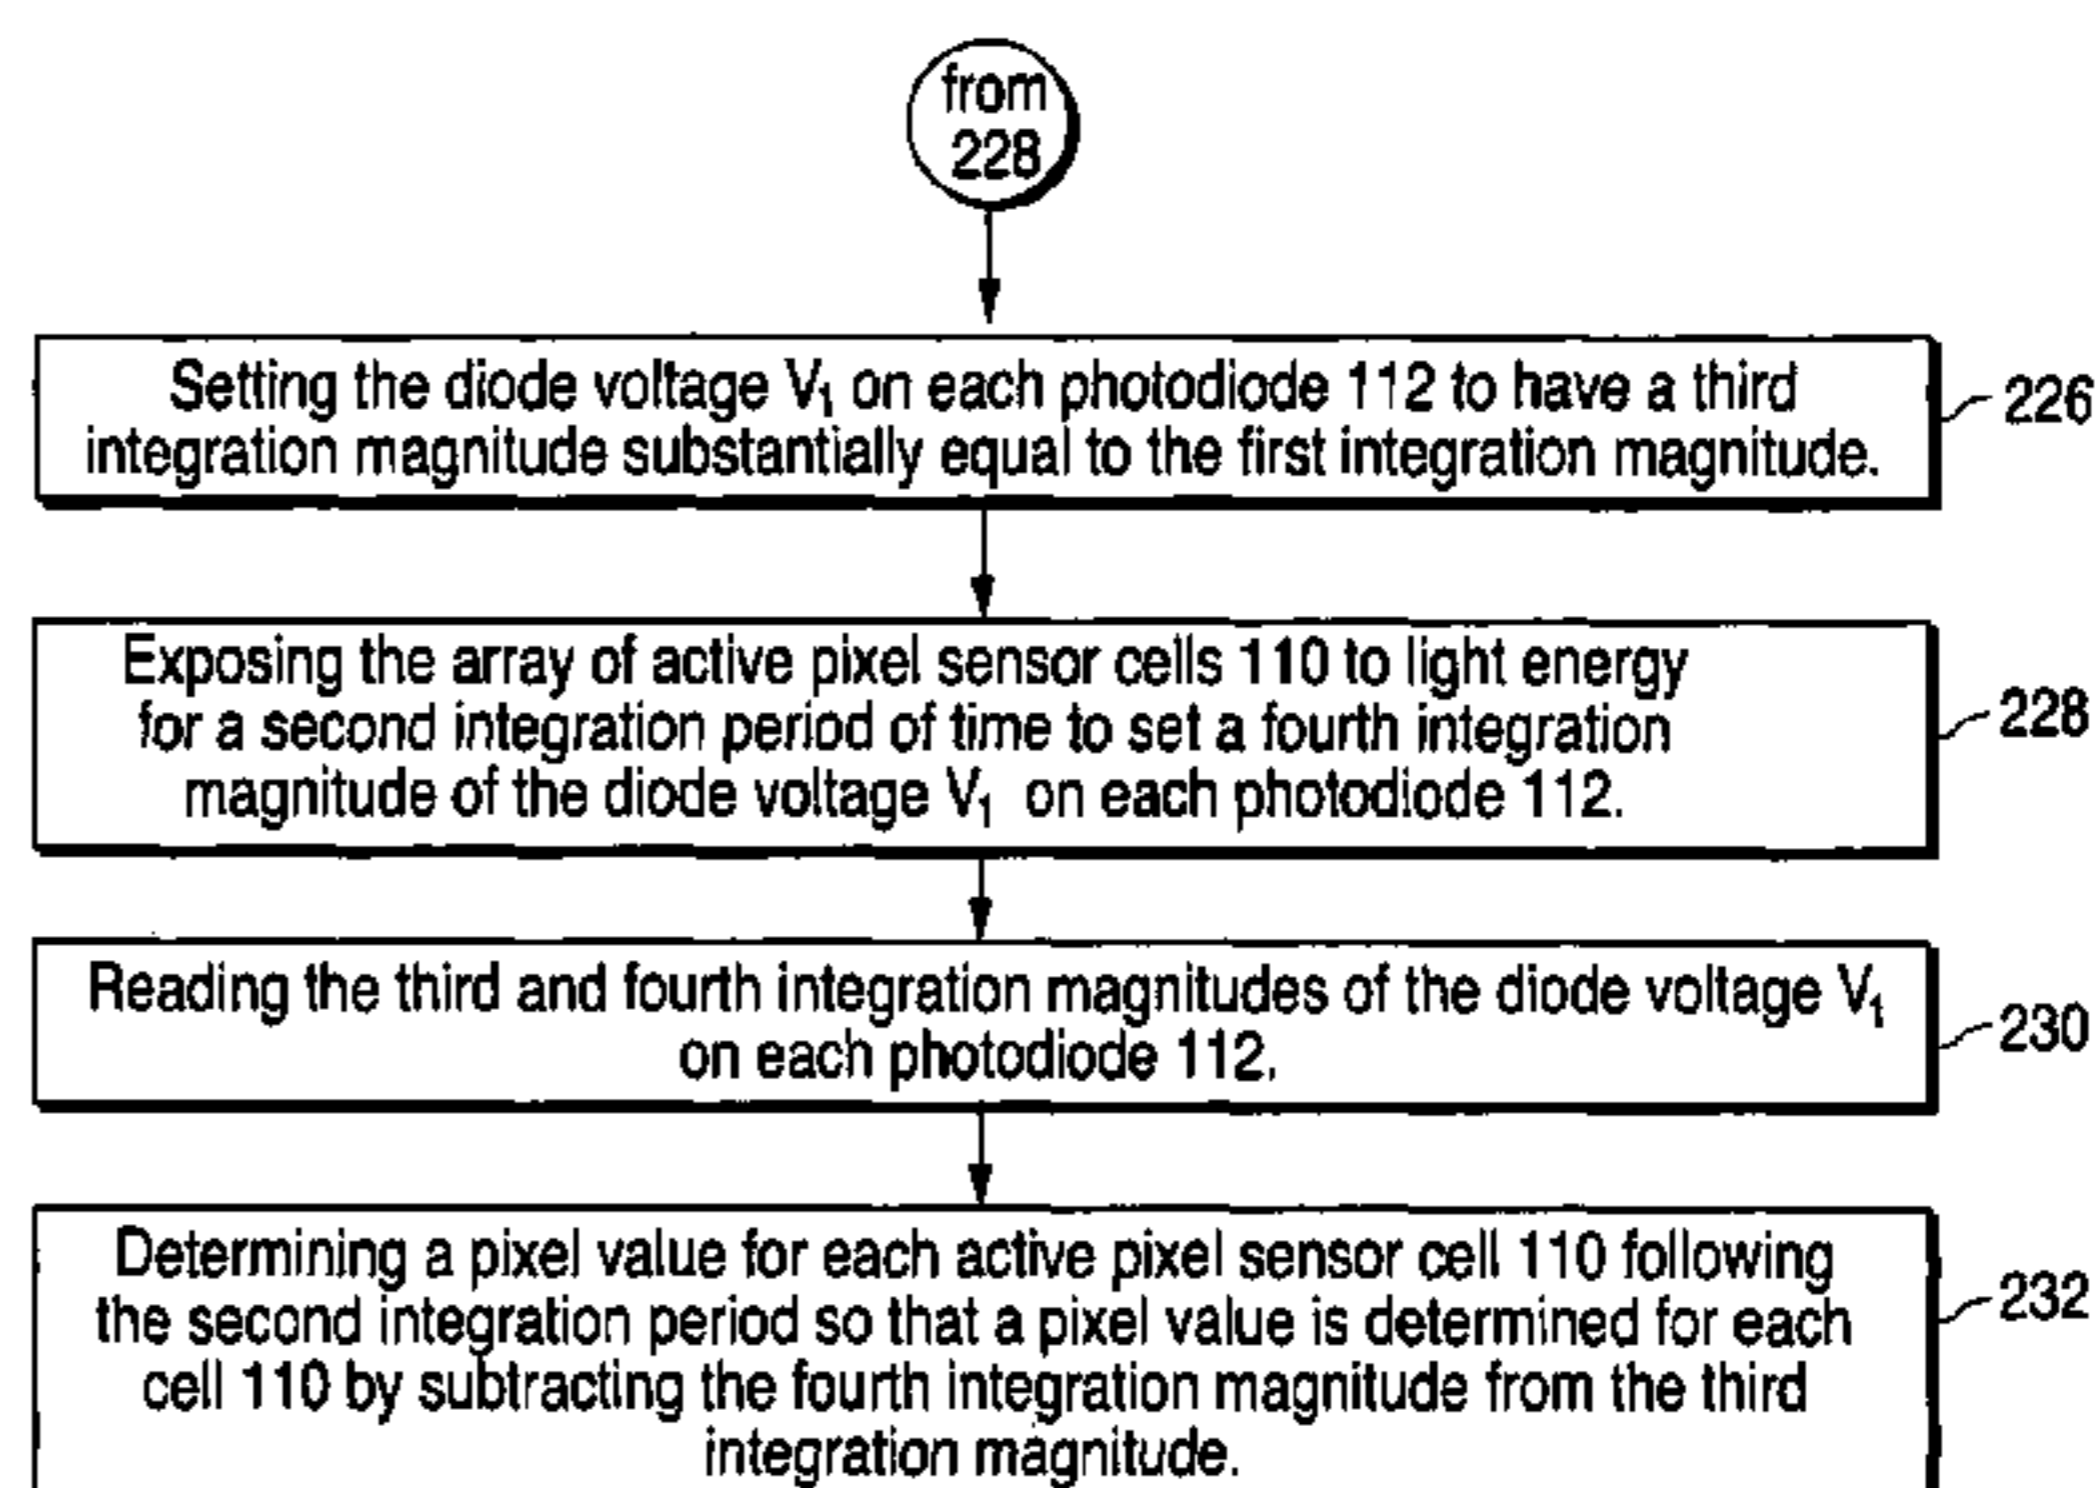 from
228
Setting the diode voltage V₁ on each photodiode 112 to have a third
integration magnitude substantially equal to the first integration magnitude.
226
Exposing the array of active pixel sensor cells 110 to light energy
for a second integration period of time to set a fourth integration
magnitude of the diode voltage V₁ on each photodiode 112.
228
Reading the third and fourth integration magnitudes of the diode voltage V₁
on each photodiode 112.
230
Determining a pixel value for each active pixel sensor cell 110 following
the second integration period so that a pixel value is determined for each
cell 110 by subtracting the fourth integration magnitude from the third
integration magnitude.
232